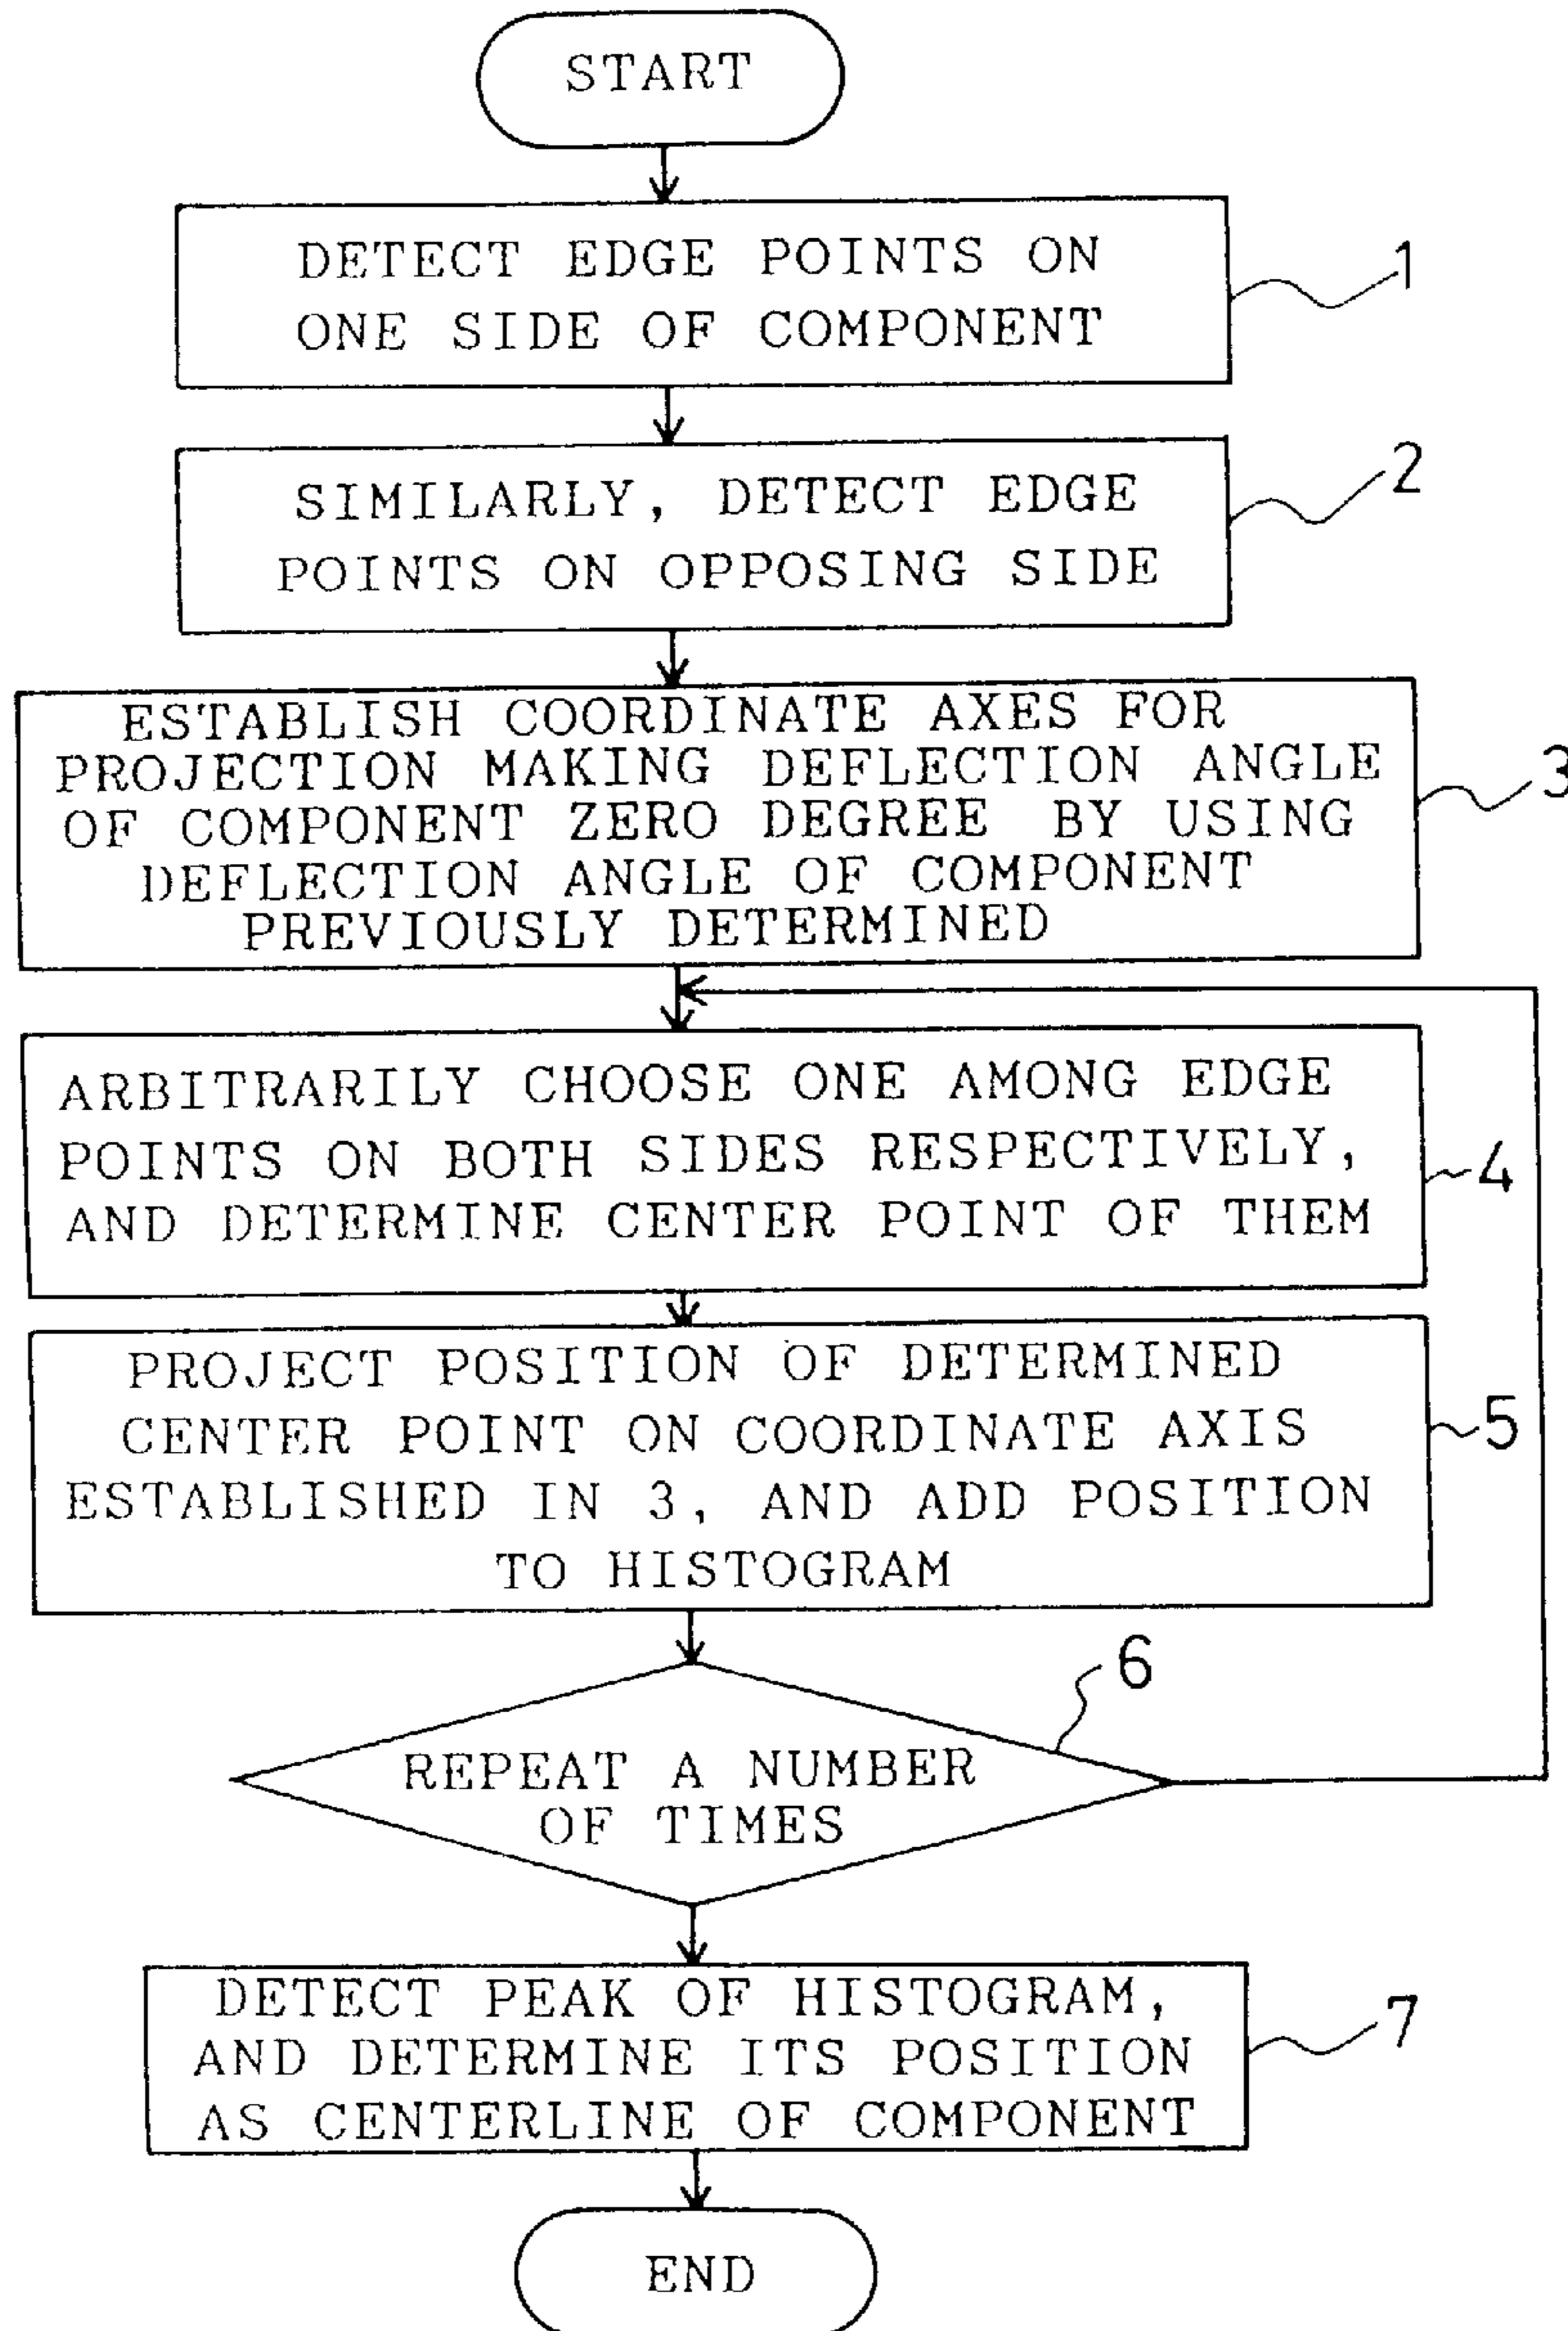 START
DETECT EDGE POINTS ON
ONE SIDE OF COMPONENT
1
SIMILARLY, DETECT EDGE
POINTS ON OPPOSING SIDE
2
ESTABLISH COORDINATE AXES FOR
PROJECTION MAKING DEFLECTION ANGLE
OF COMPONENT ZERO DEGREE BY USING
DEFLECTION ANGLE OF COMPONENT
PREVIOUSLY DETERMINED
3
ARBITRARILY CHOOSE ONE AMONG EDGE
POINTS ON BOTH SIDES RESPECTIVELY,
AND DETERMINE CENTER POINT OF THEM
4
PROJECT POSITION OF DETERMINED
CENTER POINT ON COORDINATE AXIS
ESTABLISHED IN 3, AND ADD POSITION
TO HISTOGRAM
5
6
REPEAT A NUMBER
OF TIMES
DETECT PEAK OF HISTOGRAM,
AND DETERMINE ITS POSITION
AS CENTERLINE OF COMPONENT
7
END